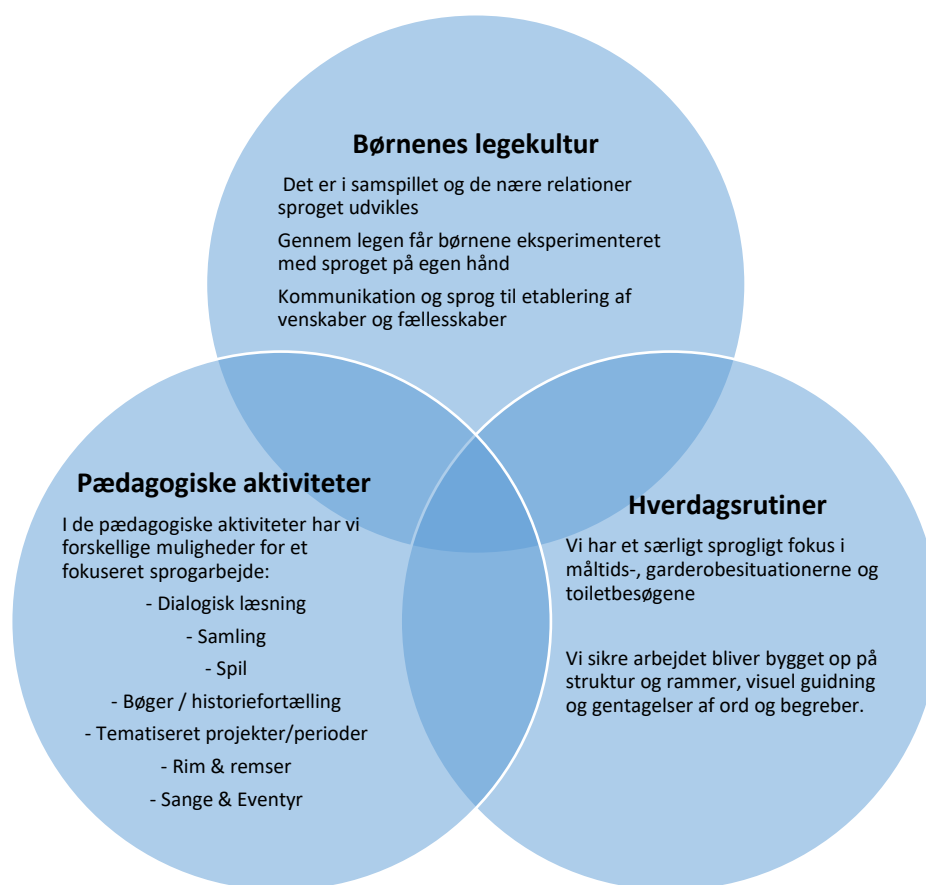 Børnenes legekultur
Det er i samspillet og de nære relationer
sproget udvikles
Gennem legen får børnene eksperimenteret
med sproget på egen hånd
Kommunikation og sprog til etablering af
venskaber og fællesskaber
Pædagogiske aktiviteter
I de pædagogiske aktiviteter har vi
forskellige muligheder for et
fokuseret sprogarbejde:
- Dialogisk læsning
- Samling
- Spil
- Bøger / historiefortælling
- Tematiseret projekter/perioder
- Rim & remser
- Sange & Eventyr
Hverdagsrutiner
Vi har et særligt sprogligt fokus i
måltids-, garderobesituationerne og
toiletbesøgene
Vi sikre arbejdet bliver bygget op på
struktur og rammer, visuel guidning
og gentagelser af ord og begreber.